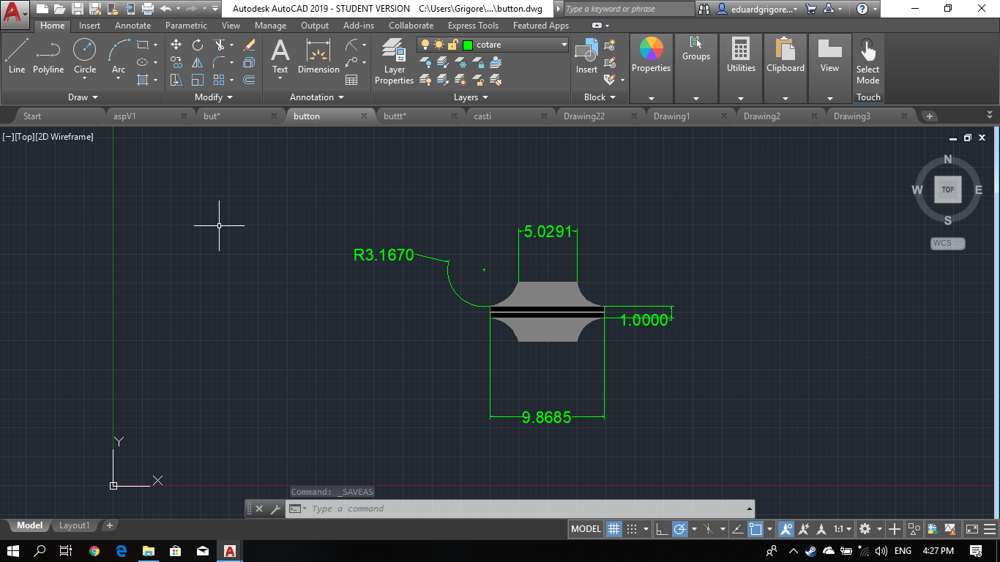 Autodesk AutoCAD 2019 - STUDENT VERSION C:\Users\Grigore\...\button.dwg
Type a keyword or phrase
eduardgrigore...
Home Insert Annotate Parametric View Manage Output Add-ins Collaborate Express Tools Featured Apps
Line Polyline Circle Arc
Text Dimension
Layer Properties
cotare
Insert
Properties Groups Utilities Clipboard View
Select Mode
Draw Modify Annotation Layers Block Touch
Start aspV1 but* button buttt* casti Drawing22 Drawing1 Drawing2 Drawing3
[−][Top][2D Wireframe]
N
W TOP E
S
WCS
5.0291
R3.1670
1.0000
9.8685
Y
X
Command: _SAVEAS
Type a command
Model Layout1
MODEL 1:1
ENG 4:27 PM